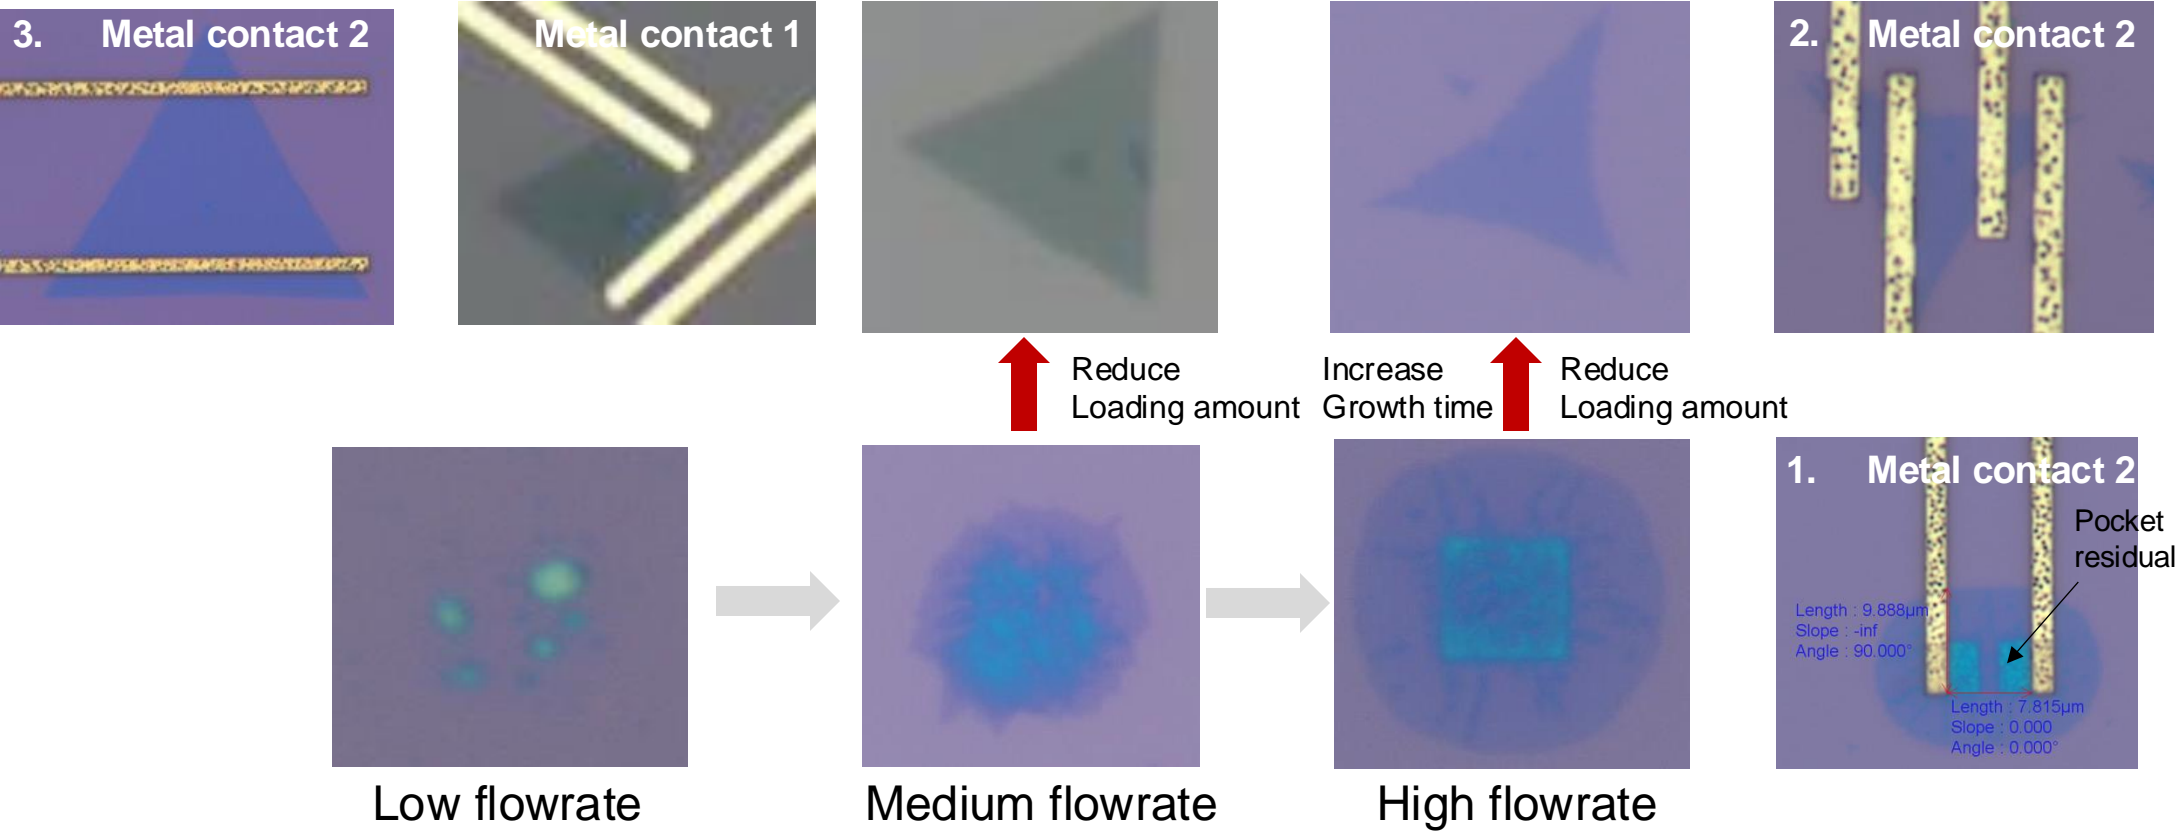 3. Metal contact 2
Metal contact 1
2. Metal contact 2
Reduce
Loading amount
Increase
Growth time
Reduce
Loading amount
1. Metal contact 2
Pocket
residual
Length : 9.888µm
Slope : -inf
Angle : 90.000°
Length : 7.815µm
Slope : 0.000
Angle : 0.000°
Low flowrate
Medium flowrate
High flowrate